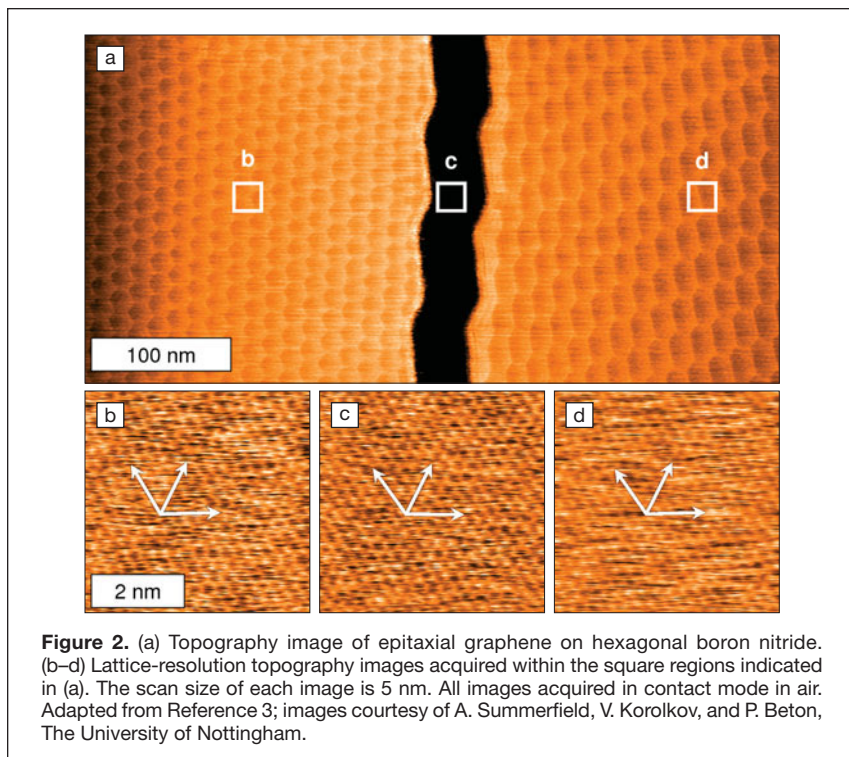 a
b
c
d
100 nm
b
c
d
2 nm
Figure 2. (a) Topography image of epitaxial graphene on hexagonal boron nitride.
(b–d) Lattice-resolution topography images acquired within the square regions indicated
in (a). The scan size of each image is 5 nm. All images acquired in contact mode in air.
Adapted from Reference 3; images courtesy of A. Summerfield, V. Korolkov, and P. Beton,
The University of Nottingham.